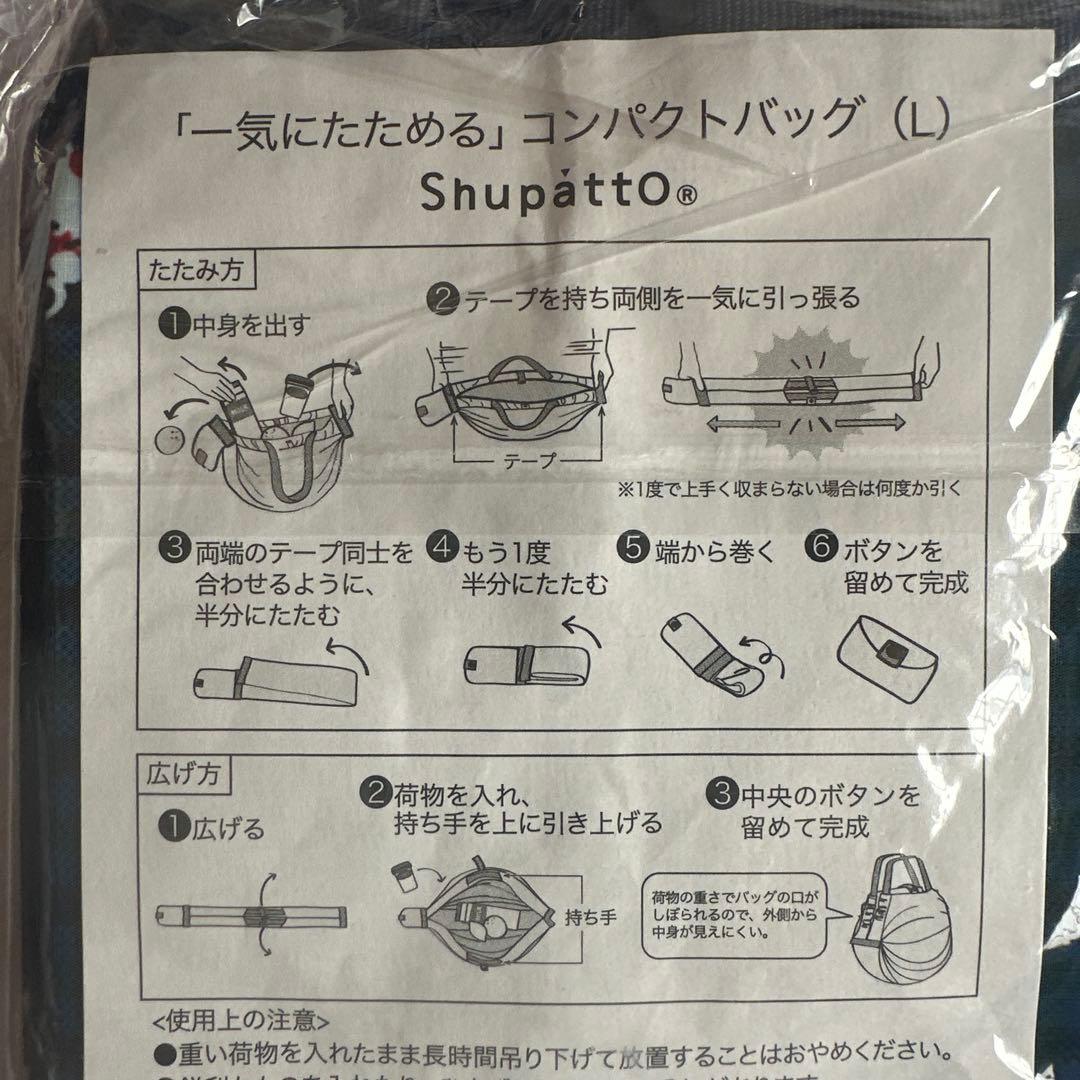 「一気にたためる」コンパクトバッグ（L）
Shupatto®
たたみ方
❶中身を出す
❷テープを持ち両側を一気に引っ張る
テープ
※1度で上手く収まらない場合は何度か引く
❸両端のテープ同士を
合わせるように、
半分にたたむ
❹もう1度
半分にたたむ
❺端から巻く
❻ボタンを
留めて完成
広げ方
❶広げる
❷荷物を入れ、
持ち手を上に引き上げる
持ち手
❸中央のボタンを
留めて完成
荷物の重さでバッグの口が
しぼられるので、外側から
中身が見えにくい。
<使用上の注意>
●重い荷物を入れたまま長時間吊り下げて放置することはおやめください。